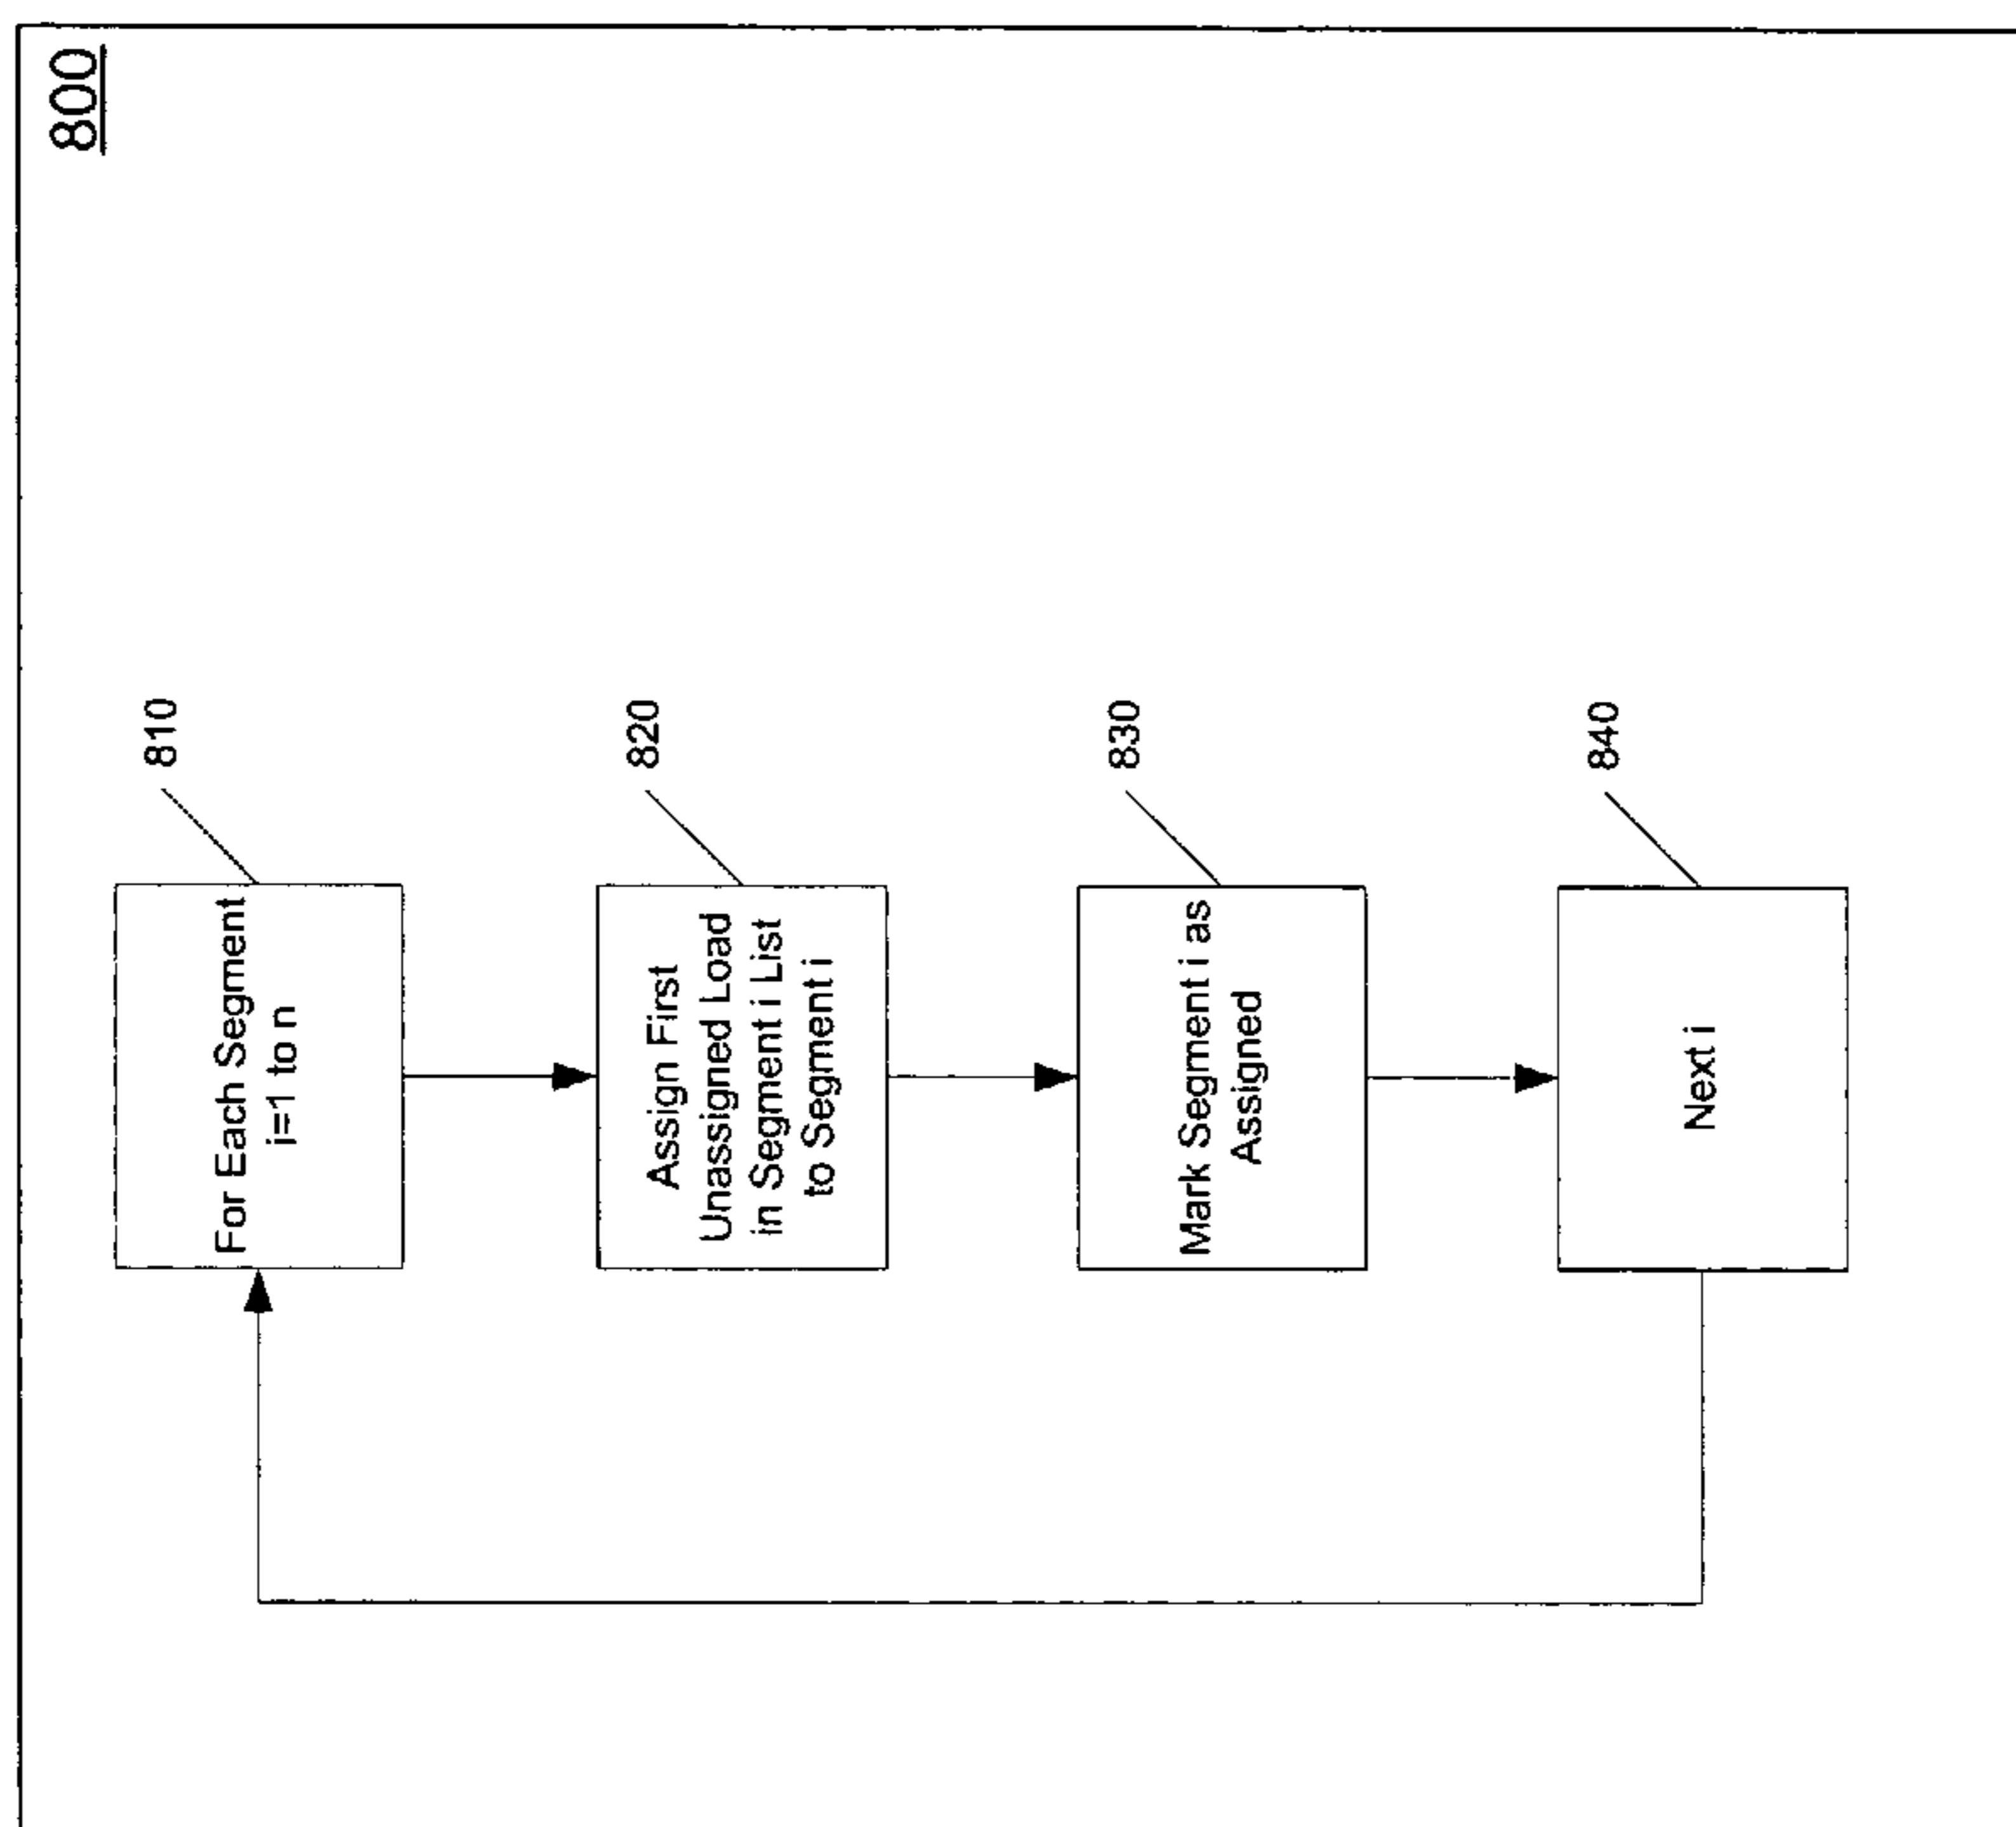 800
810
For Each Segment
i=1 to n
820
Assign First
Unassigned Load
in Segment i List
to Segment i
830
Mark Segment i as
Assigned
840
Next i